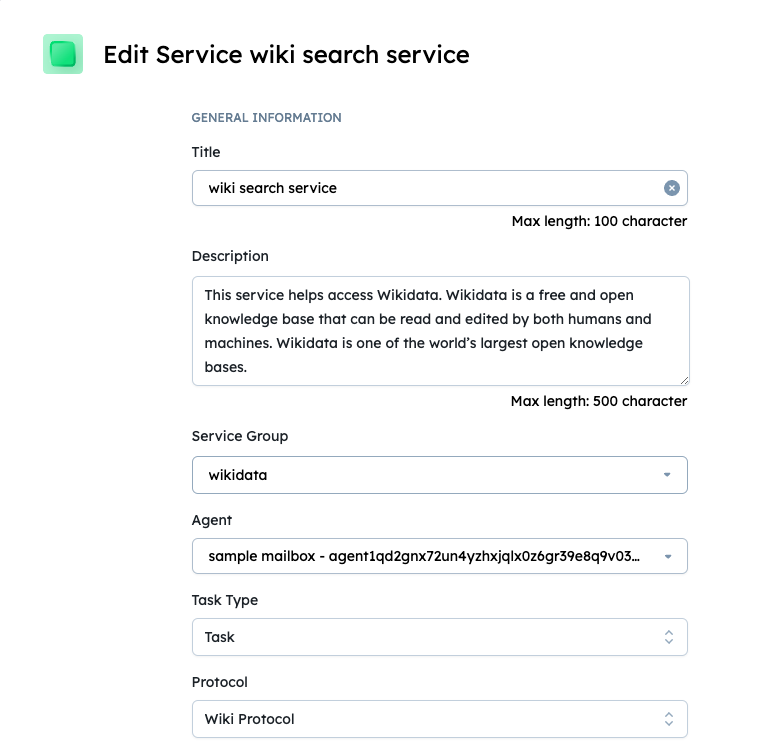 Edit Service wiki search service
GENERAL INFORMATION
Title
wiki search service
Max length: 100 character
Description
This service helps access Wikidata. Wikidata is a free and open
knowledge base that can be read and edited by both humans and
machines. Wikidata is one of the world’s largest open knowledge
bases.
Max length: 500 character
Service Group
wikidata
Agent
sample mailbox - agent1qd2gnx72un4yzhxjqlx0z6gr39e8q9v03...
Task Type
Task
Protocol
Wiki Protocol